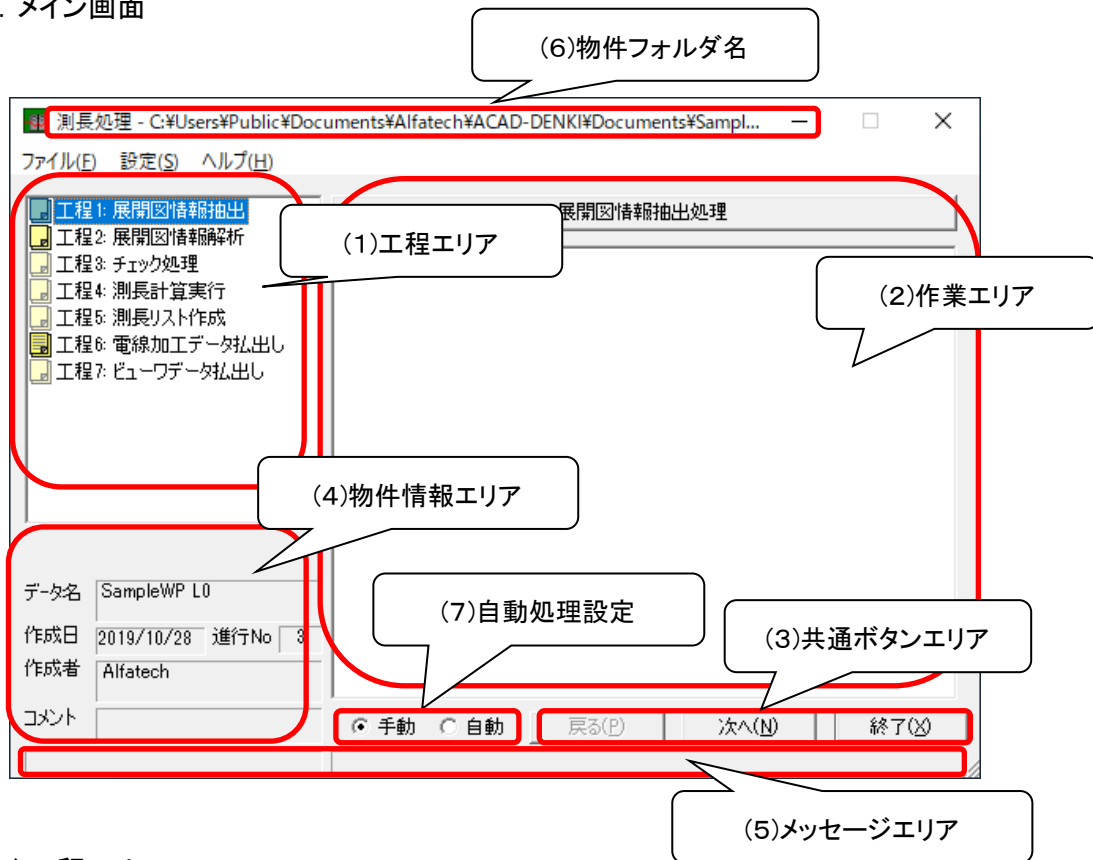 . メイン画面
(6)物件フォルダ名
測長処理 - C:¥Users¥Public¥Documents¥Alfatech¥ACAD-DENKI¥Documents¥Sampl...
ファイル(F) 設定(S) ヘルプ(H)
工程1: 展開図情報抽出
展開図情報抽出処理
工程2: 展開図情報解析
(1)工程エリア
工程3: チェック処理
工程4: 測長計算実行
(2)作業エリア
工程5: 測長リスト作成
工程6: 電線加工データ払出し
工程7: ビューワデータ払出し
(4)物件情報エリア
データ名 SampleWP L0
(7)自動処理設定
作成日 2019/10/28 進行No 3
(3)共通ボタンエリア
作成者 Alfatech
コメント
手動 自動 戻る(P) 次へ(N) 終了(X)
(5)メッセージエリア